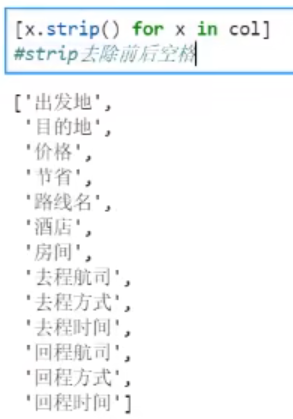 [x.strip() for x in col]
#strip去除前后空格
['出发地',
'目的地',
'价格',
'节省',
'路线名',
'酒店',
'房间',
'去程航司',
'去程方式',
'去程时间',
'回程航司',
'回程方式',
'回程时间']